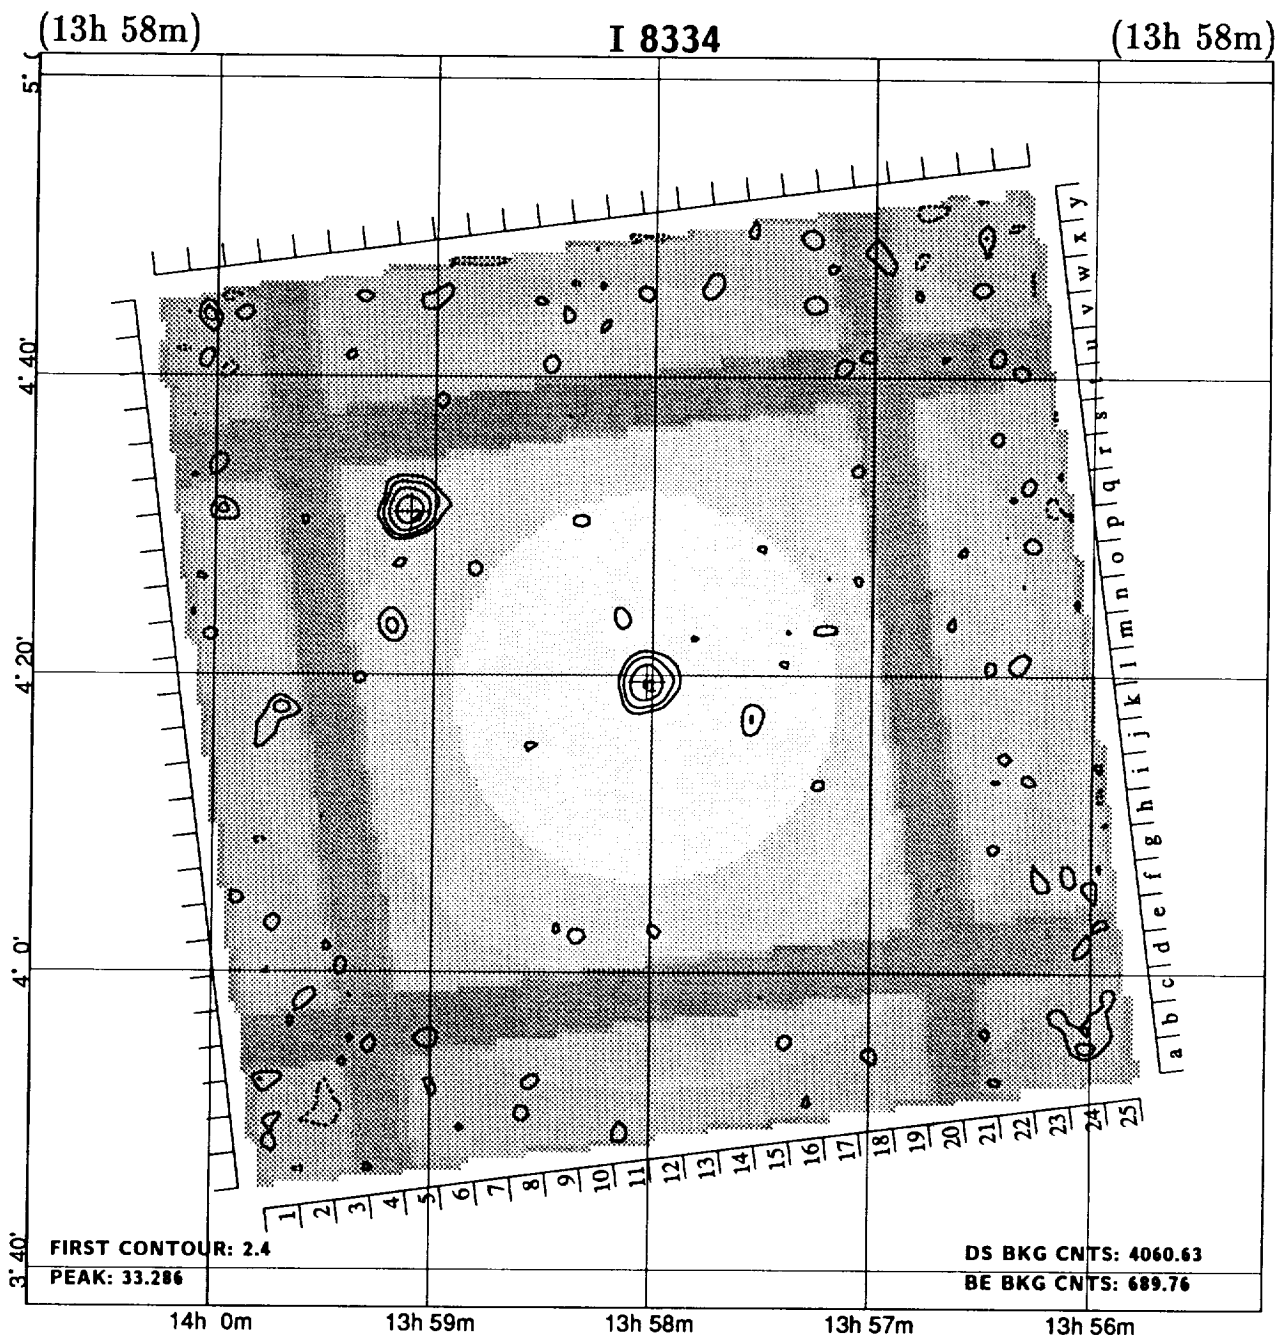 (13h 58m) I 8334 (13h 58m)
5°
4° 40'
4° 20'
4° 0'
3° 40'
a b c d e f g h i j k l m n o p q r s t u v w x y
1 2 3 4 5 6 7 8 9 10 11 12 13 14 15 16 17 18 19 20 21 22 23 24 25
FIRST CONTOUR: 2.4
PEAK: 33.286
DS BKG CNTS: 4060.63
BE BKG CNTS: 689.76
14h 0m 13h 59m 13h 58m 13h 57m 13h 56m